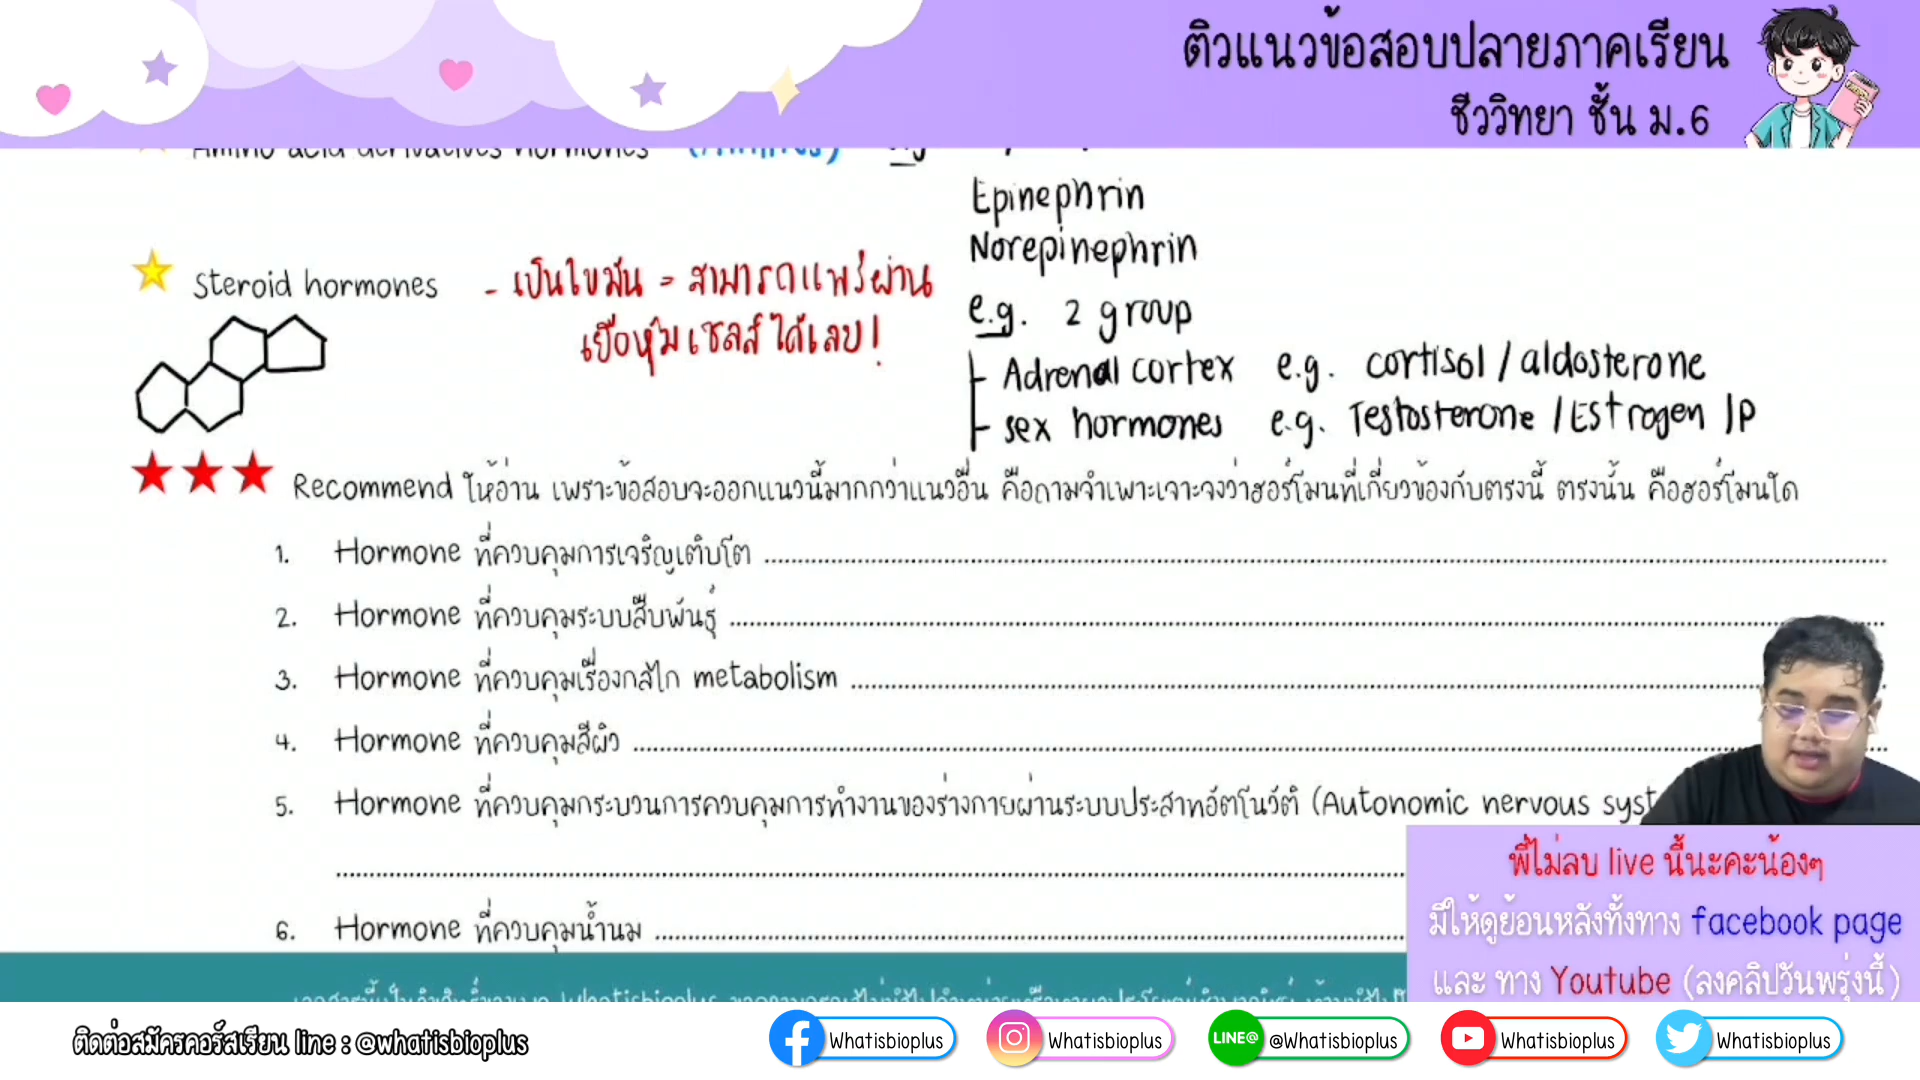 ติวแนวข้อสอบปลายภาคเรียน
ชีววิทยา ชั้น ม.6
Amino acid derivatives hormones (Amines)
Epinephrin
Norepinephrin
Steroid hormones - เป็นไขมัน = สามารถแพร่ผ่าน
เยื่อหุ้มเซลล์ได้เลย!
e.g. 2 group
Adrenal cortex e.g. cortisol / aldosterone
sex hormones e.g. Testosterone / Estrogen / P
Recommend ให้อ่าน เพราะข้อสอบจะออกแนวนี้มากกว่าแนวอื่น คือถามจำเพาะเจาะจงว่าฮอร์โมนที่เกี่ยวข้องกับตรงนี้ ตรงนั้น คือฮอร์โมนใด
1. Hormone ที่ควบคุมการเจริญเติบโต
2. Hormone ที่ควบคุมระบบสืบพันธุ์
3. Hormone ที่ควบคุมเรื่องกลไก metabolism
4. Hormone ที่ควบคุมสีผิว
5. Hormone ที่ควบคุมกระบวนการควบคุมการทำงานของร่างกายผ่านระบบประสาทอัตโนวัติ (Autonomic nervous syst
6. Hormone ที่ควบคุมน้ำนม
พี่ไม่ลบ live นี้นะคะน้องๆ
มีให้ดูย้อนหลังทั้งทาง facebook page
และ ทาง Youtube (ลงคลิปวันพรุ่งนี้)
ติดต่อสมัครคอร์สเรียน line : @whatisbioplus
Whatisbioplus
Whatisbioplus
LINE@ @Whatisbioplus
Whatisbioplus
Whatisbioplus